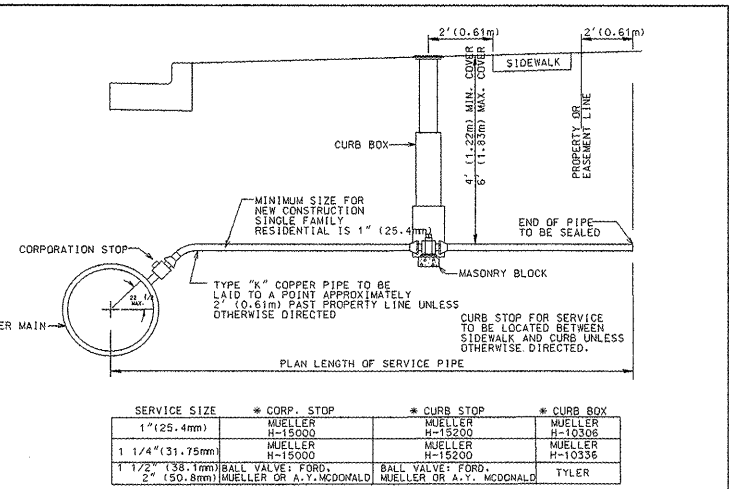 2' (0.61m)
2' (0.61m)
SIDEWALK
4' (1.22m) MIN. COVER
6' (1.83m) MAX. COVER
PROPERTY OR
EASEMENT LINE
CURB BOX
MINIMUM SIZE FOR
NEW CONSTRUCTION
SINGLE FAMILY
RESIDENTIAL IS 1" (25.4mm)
END OF PIPE
TO BE SEALED
CORPORATION STOP
MASONRY BLOCK
TYPE "K" COPPER PIPE TO BE
LAID TO A POINT APPROXIMATELY
2' (0.61m) PAST PROPERTY LINE UNLESS
OTHERWISE DIRECTED
22 1/2
MAX.
ER MAIN
CURB STOP FOR SERVICE
TO BE LOCATED BETWEEN
SIDEWALK AND CURB UNLESS
OTHERWISE DIRECTED.
PLAN LENGTH OF SERVICE PIPE
SERVICE SIZE * CORP. STOP * CURB STOP * CURB BOX
1"(25.4mm) MUELLER H-15000 MUELLER H-15200 MUELLER H-10306
1 1/4"(31.75mm) MUELLER H-15000 MUELLER H-15200 MUELLER H-10336
1 1/2" (38.1mm) BALL VALVE: FORD, BALL VALVE: FORD, TYLER
2" (50.8mm) MUELLER OR A.Y.MCDONALD MUELLER OR A.Y. MCDONALD